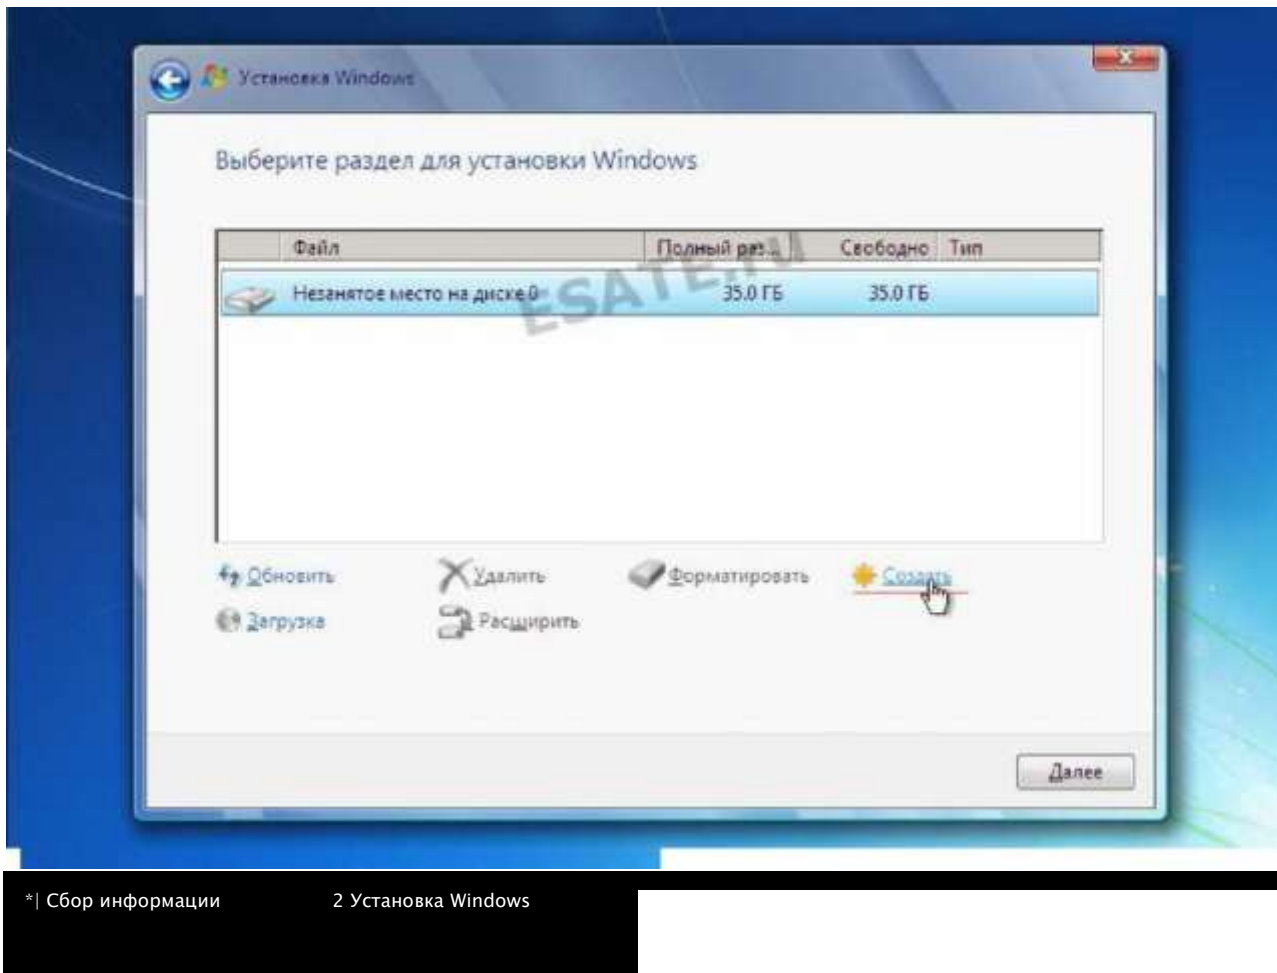 Установка Windows
Выберите раздел для установки Windows
Файл Полный раз... Свободно Тип
Незанятое место на диске 0 35.0 ГБ 35.0 ГБ
ESATE.ru
Обновить Удалить Форматировать Создать
Загрузка Расширить
Далее
*| Сбор информации 2 Установка Windows